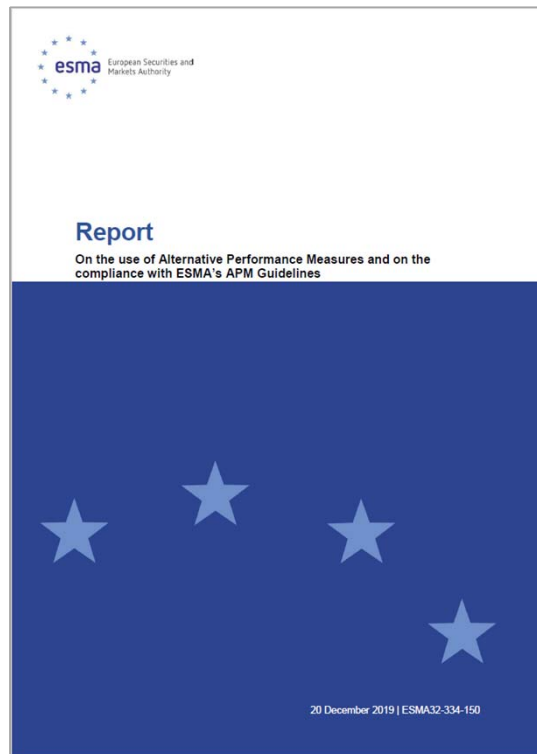 esma
European Securities and
Markets Authority
Report
On the use of Alternative Performance Measures and on the
compliance with ESMA's APM Guidelines
20 December 2019 | ESMA32-334-150